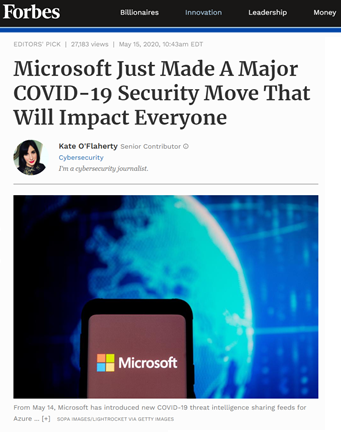 Forbes
Billionaires Innovation Leadership Money
EDITORS' PICK | 27,183 views | May 15, 2020, 10:43am EDT
Microsoft Just Made A Major
COVID-19 Security Move That
Will Impact Everyone
Kate O'Flaherty Senior Contributor
Cybersecurity
I'm a cybersecurity journalist.
Microsoft
From May 14, Microsoft has introduced new COVID-19 threat intelligence sharing feeds for
Azure ... [+] SOPA IMAGES/LIGHTROCKET VIA GETTY IMAGES